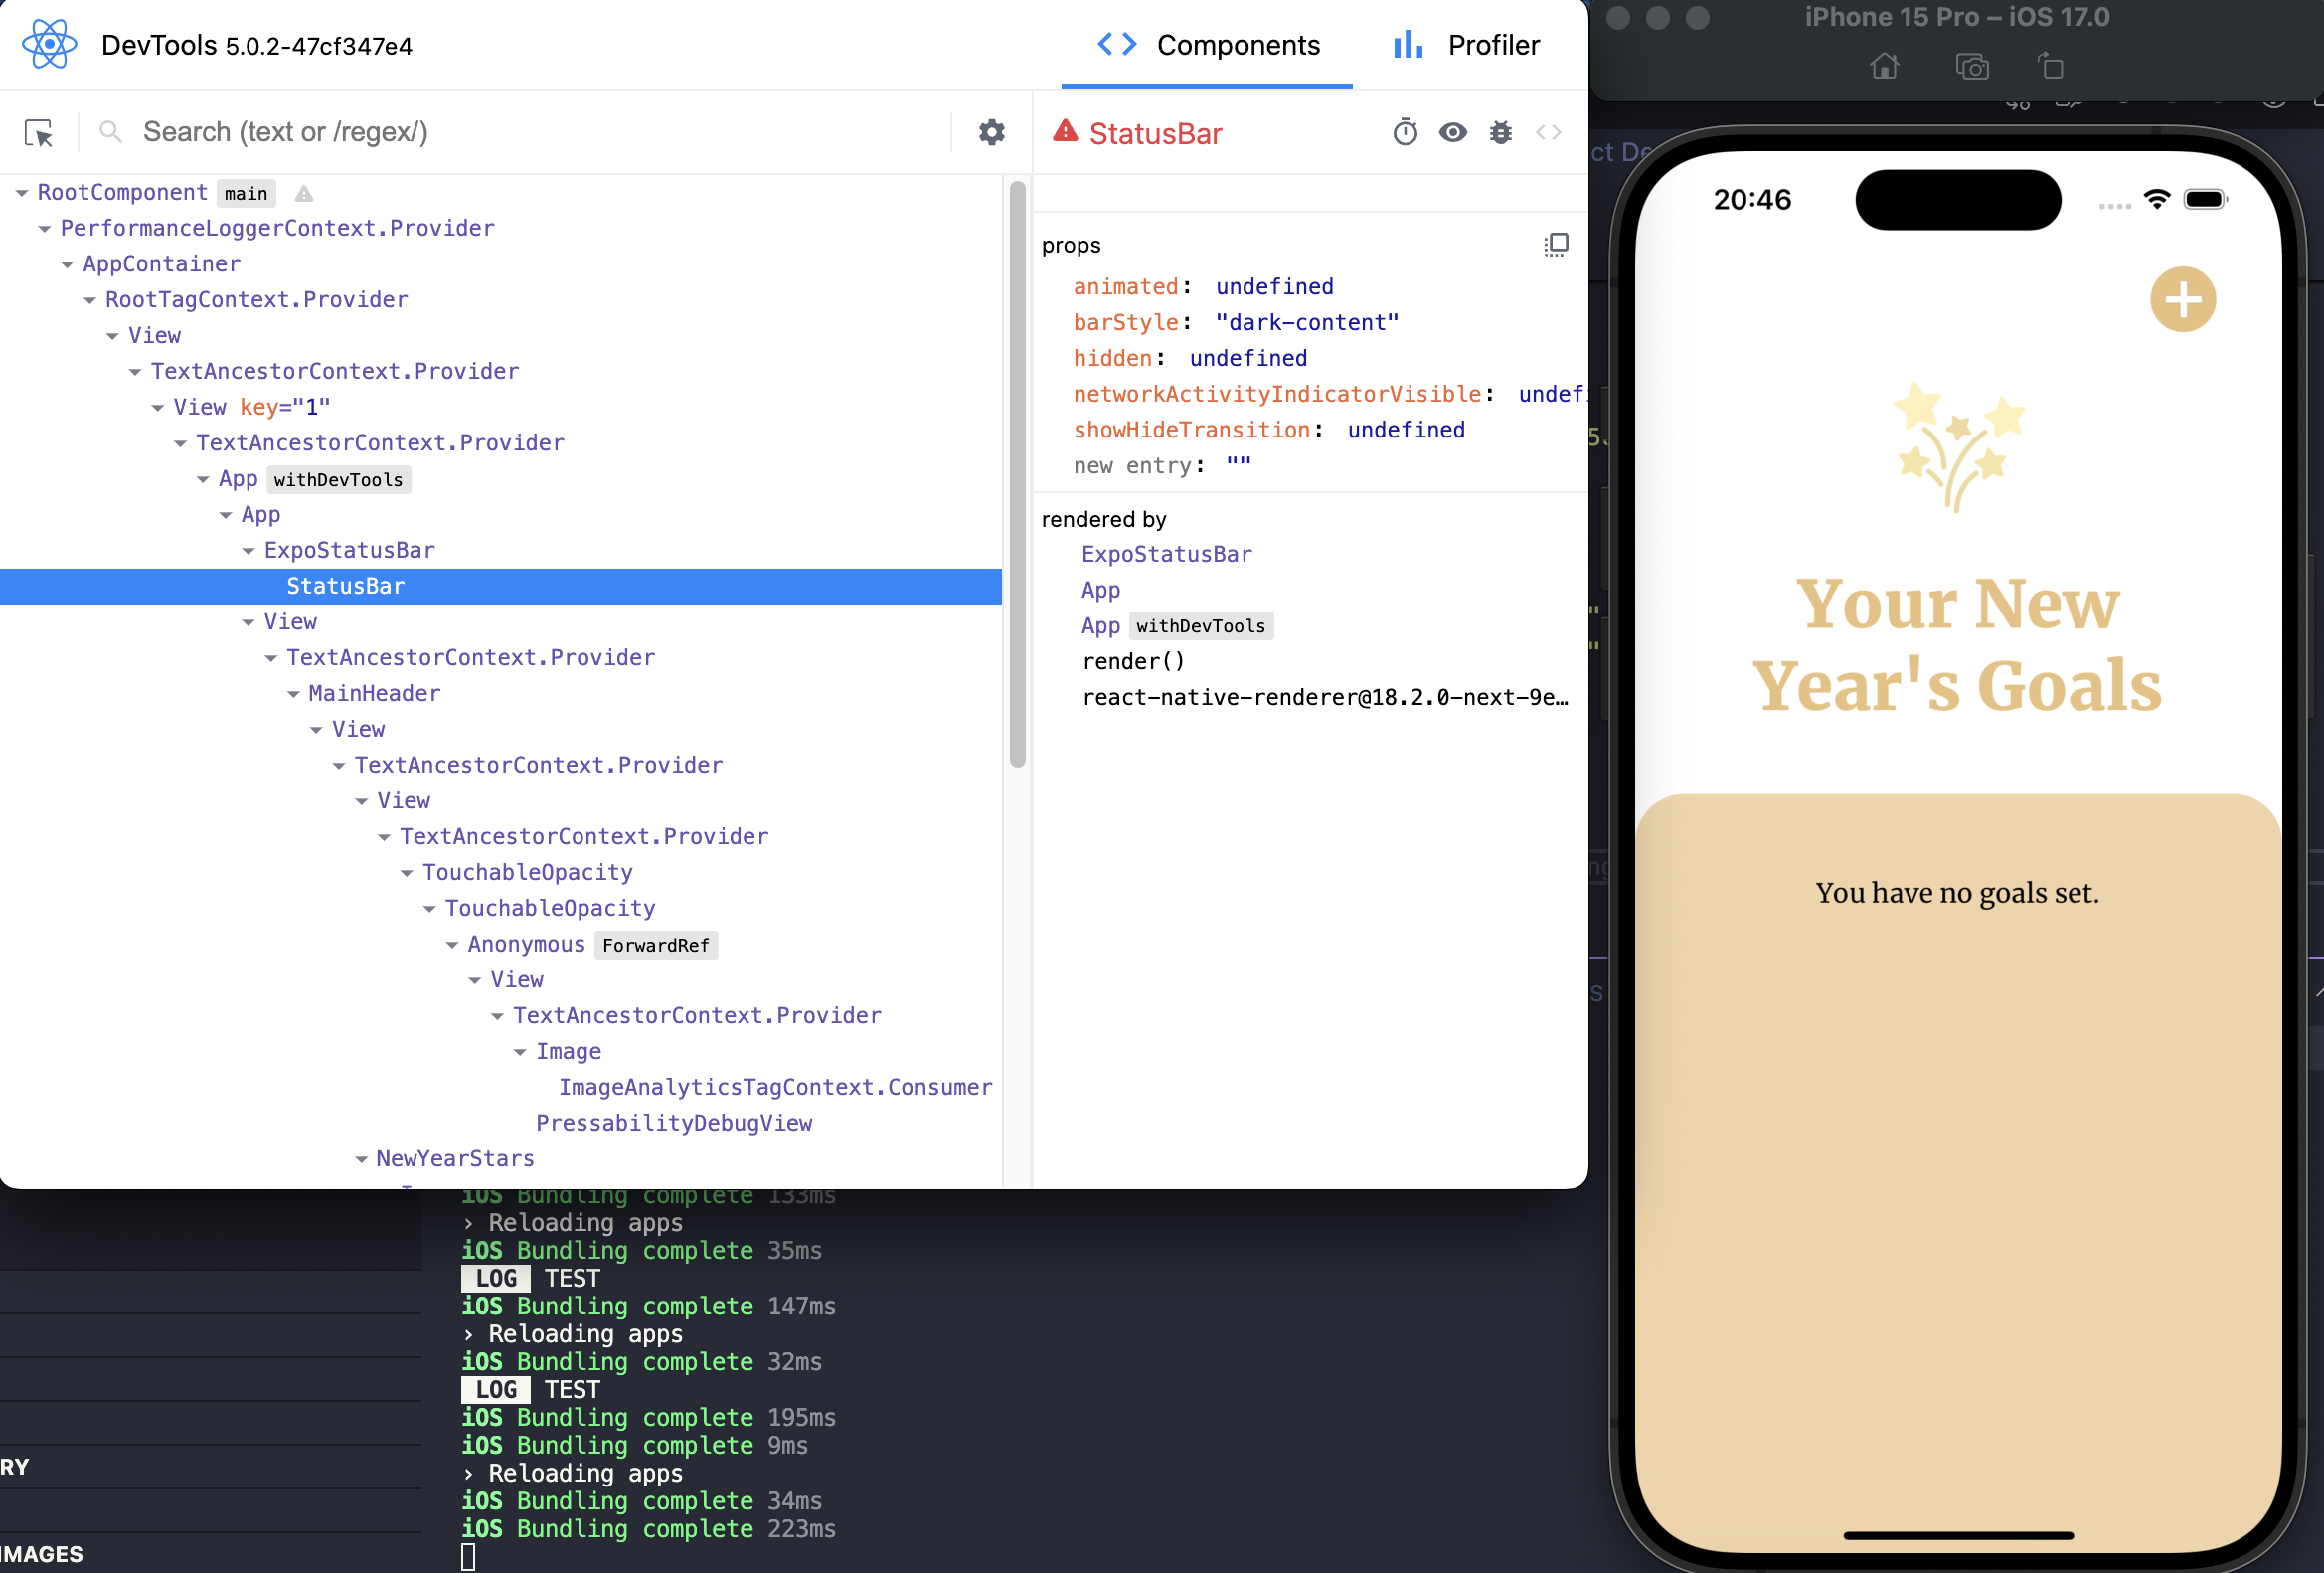 DevTools 5.0.2-47cf347e4
Components
Profiler
Search (text or /regex/)
RootComponent main
PerformanceLoggerContext.Provider
AppContainer
RootTagContext.Provider
View
TextAncestorContext.Provider
View key="1"
TextAncestorContext.Provider
App withDevTools
App
ExpoStatusBar
StatusBar
View
TextAncestorContext.Provider
MainHeader
View
TextAncestorContext.Provider
View
TextAncestorContext.Provider
TouchableOpacity
TouchableOpacity
Anonymous ForwardRef
View
TextAncestorContext.Provider
Image
ImageAnalyticsTagContext.Consumer
PressabilityDebugView
NewYearStars
StatusBar
props
animated: undefined
barStyle: "dark-content"
hidden: undefined
networkActivityIndicatorVisible: undefi
showHideTransition: undefined
new entry: ""
rendered by
ExpoStatusBar
App
App withDevTools
render()
react-native-renderer@18.2.0-next-9e…
iOS Bundling complete 133ms
› Reloading apps
iOS Bundling complete 35ms
LOG TEST
iOS Bundling complete 147ms
› Reloading apps
iOS Bundling complete 32ms
LOG TEST
iOS Bundling complete 195ms
iOS Bundling complete 9ms
› Reloading apps
iOS Bundling complete 34ms
iOS Bundling complete 223ms
RY
IMAGES
iPhone 15 Pro – iOS 17.0
ct De
20:46
Your New
Year's Goals
You have no goals set.